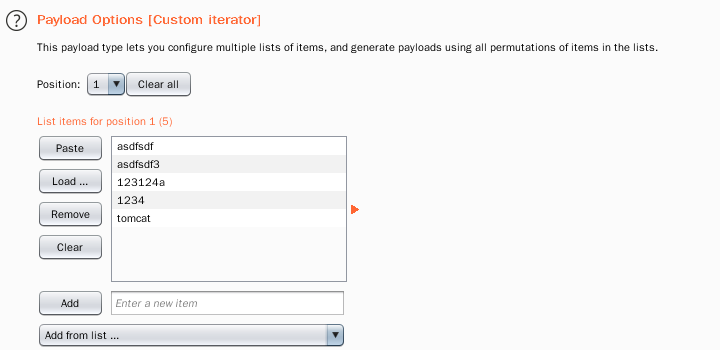 ?
Payload Options [Custom iterator]
This payload type lets you configure multiple lists of items, and generate payloads using all permutations of items in the lists.
Position: 1 Clear all
List items for position 1 (5)
Paste
Load ...
Remove
Clear
asdfsdf
asdfsdf3
123124a
1234
tomcat
Add Enter a new item
Add from list ...